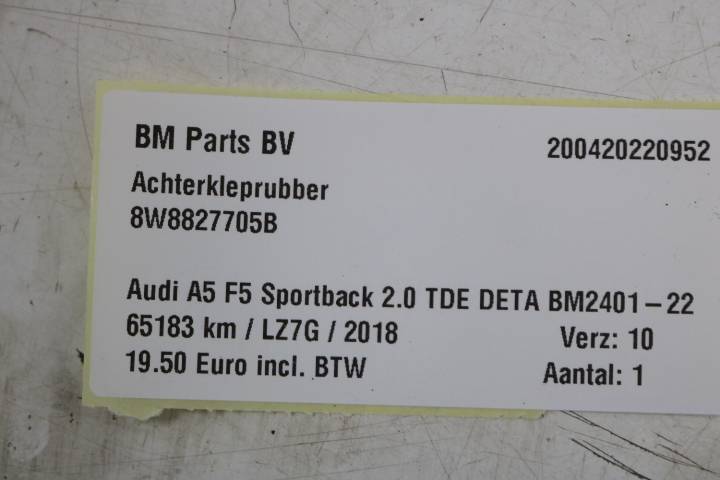 BM Parts BV 200420220952
Achterkleprubber
8W8827705B
Audi A5 F5 Sportback 2.0 TDE DETA BM2401-22
65183 km / LZ7G / 2018 Verz: 10
19.50 Euro incl. BTW Aantal: 1